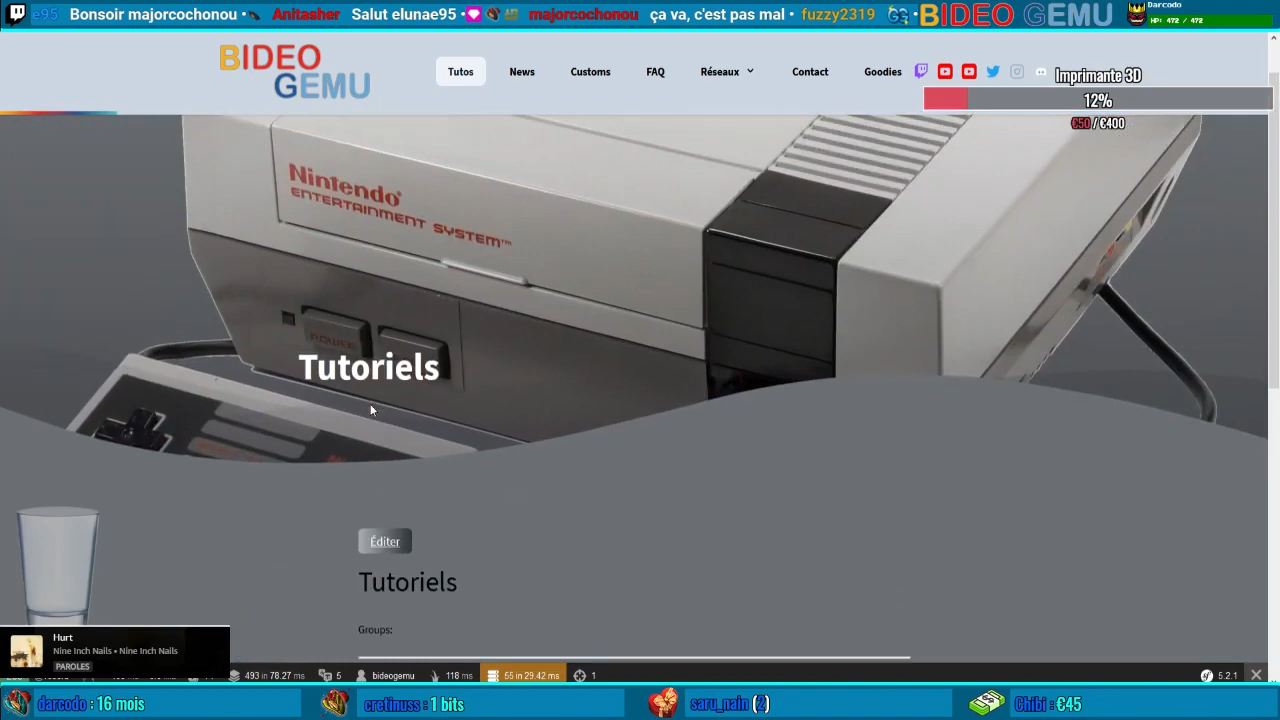 e95 Bonsoir majorcochonou • Anitasher Salut elunae95 • majorcochonou ça va, c'est pas mal • fuzzy2319 • BIDEO GEMU
Darcodo
HP: 472 / 472
BIDEO GEMU
Tutos News Customs FAQ Réseaux Contact Goodies
Imprimante 3D
12%
€50 / €400
Nintendo
ENTERTAINMENT SYSTEM™
POWER
Tutoriels
Éditer
Tutoriels
Groups:
Hurt
Nine Inch Nails • Nine Inch Nails
PAROLES
493 in 78.27 ms 5 bideogemu 118 ms 55 in 29.42 ms 1 5.2.1
darcodo : 16 mois cretinuss : 1 bits saru_nain (2) Chibi : €45